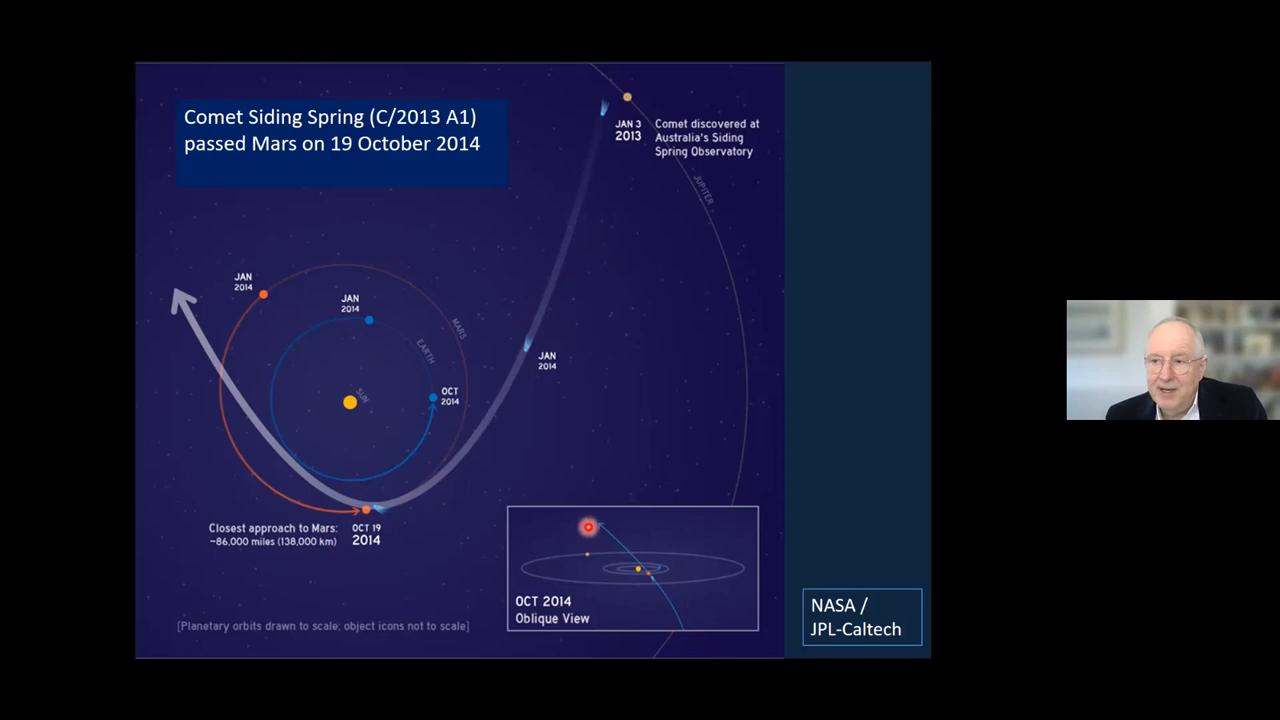 Comet Siding Spring (C/2013 A1)
passed Mars on 19 October 2014
JAN 3
2013
Comet discovered at
Australia's Siding
Spring Observatory
JUPITER
JAN
2014
JAN
2014
MARS
EARTH
JAN
2014
SUN
OCT
2014
Closest approach to Mars:
~86,000 miles (138,000 km)
OCT 19
2014
OCT 2014
Oblique View
[Planetary orbits drawn to scale; object icons not to scale]
NASA /
JPL-Caltech